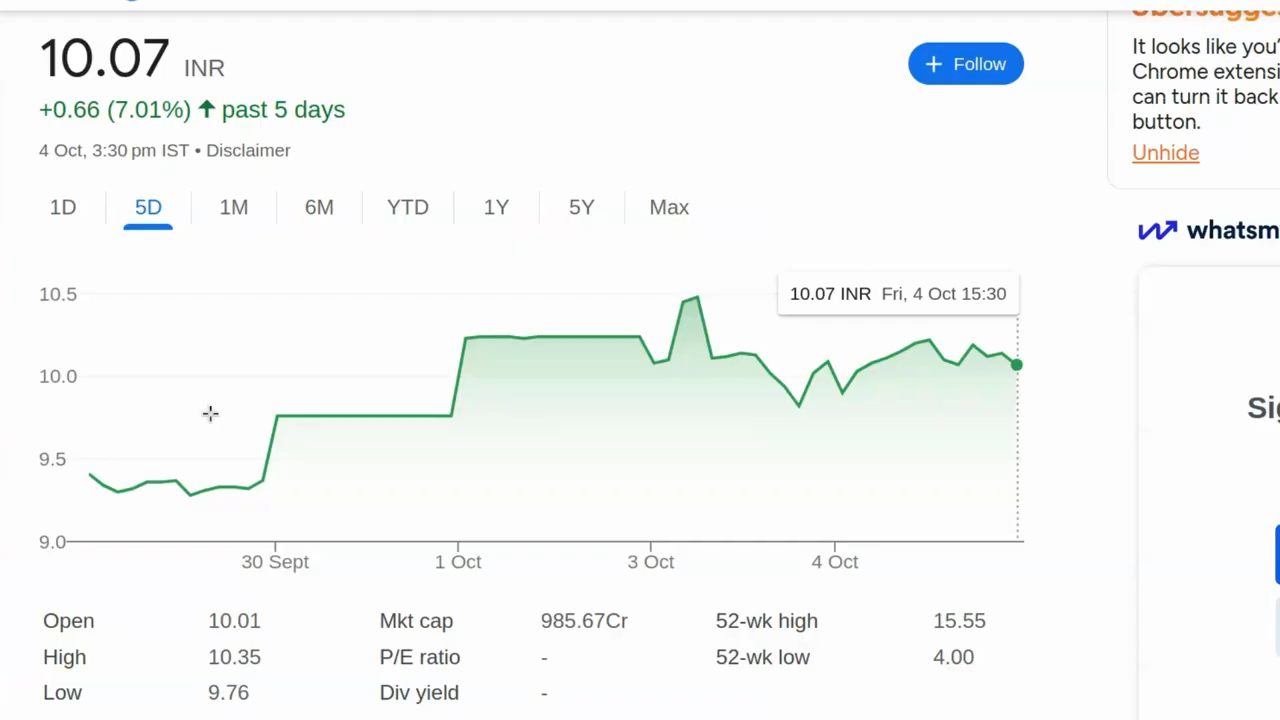 10.07 INR
+ Follow
+0.66 (7.01%) ↑ past 5 days
4 Oct, 3:30 pm IST • Disclaimer
1D 5D 1M 6M YTD 1Y 5Y Max
10.07 INR Fri, 4 Oct 15:30
10.5
10.0
9.5
9.0
30 Sept 1 Oct 3 Oct 4 Oct
Open 10.01 Mkt cap 985.67Cr 52-wk high 15.55
High 10.35 P/E ratio - 52-wk low 4.00
Low 9.76 Div yield -
It looks like you'
Chrome extensi
can turn it back
button.
Unhide
whatsm
Sig